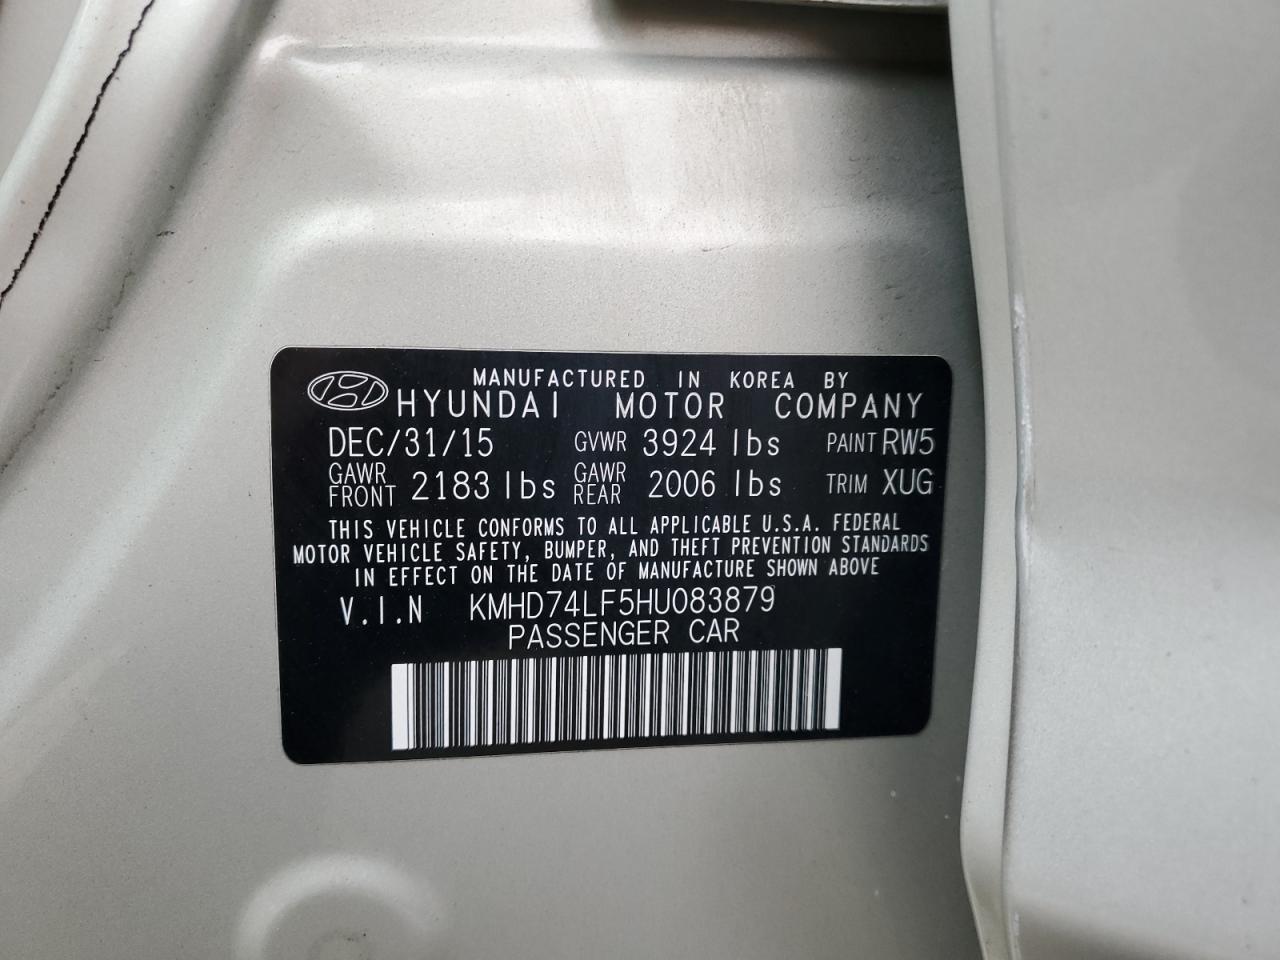 MANUFACTURED IN KOREA BY
HYUNDAI MOTOR COMPANY
DEC/31/15 GVWR 3924 lbs PAINT RW5
GAWR FRONT 2183 lbs GAWR REAR 2006 lbs TRIM XUG
THIS VEHICLE CONFORMS TO ALL APPLICABLE U.S.A. FEDERAL
MOTOR VEHICLE SAFETY, BUMPER, AND THEFT PREVENTION STANDARDS
IN EFFECT ON THE DATE OF MANUFACTURE SHOWN ABOVE
V.I.N KMHD74LF5HU083879
PASSENGER CAR